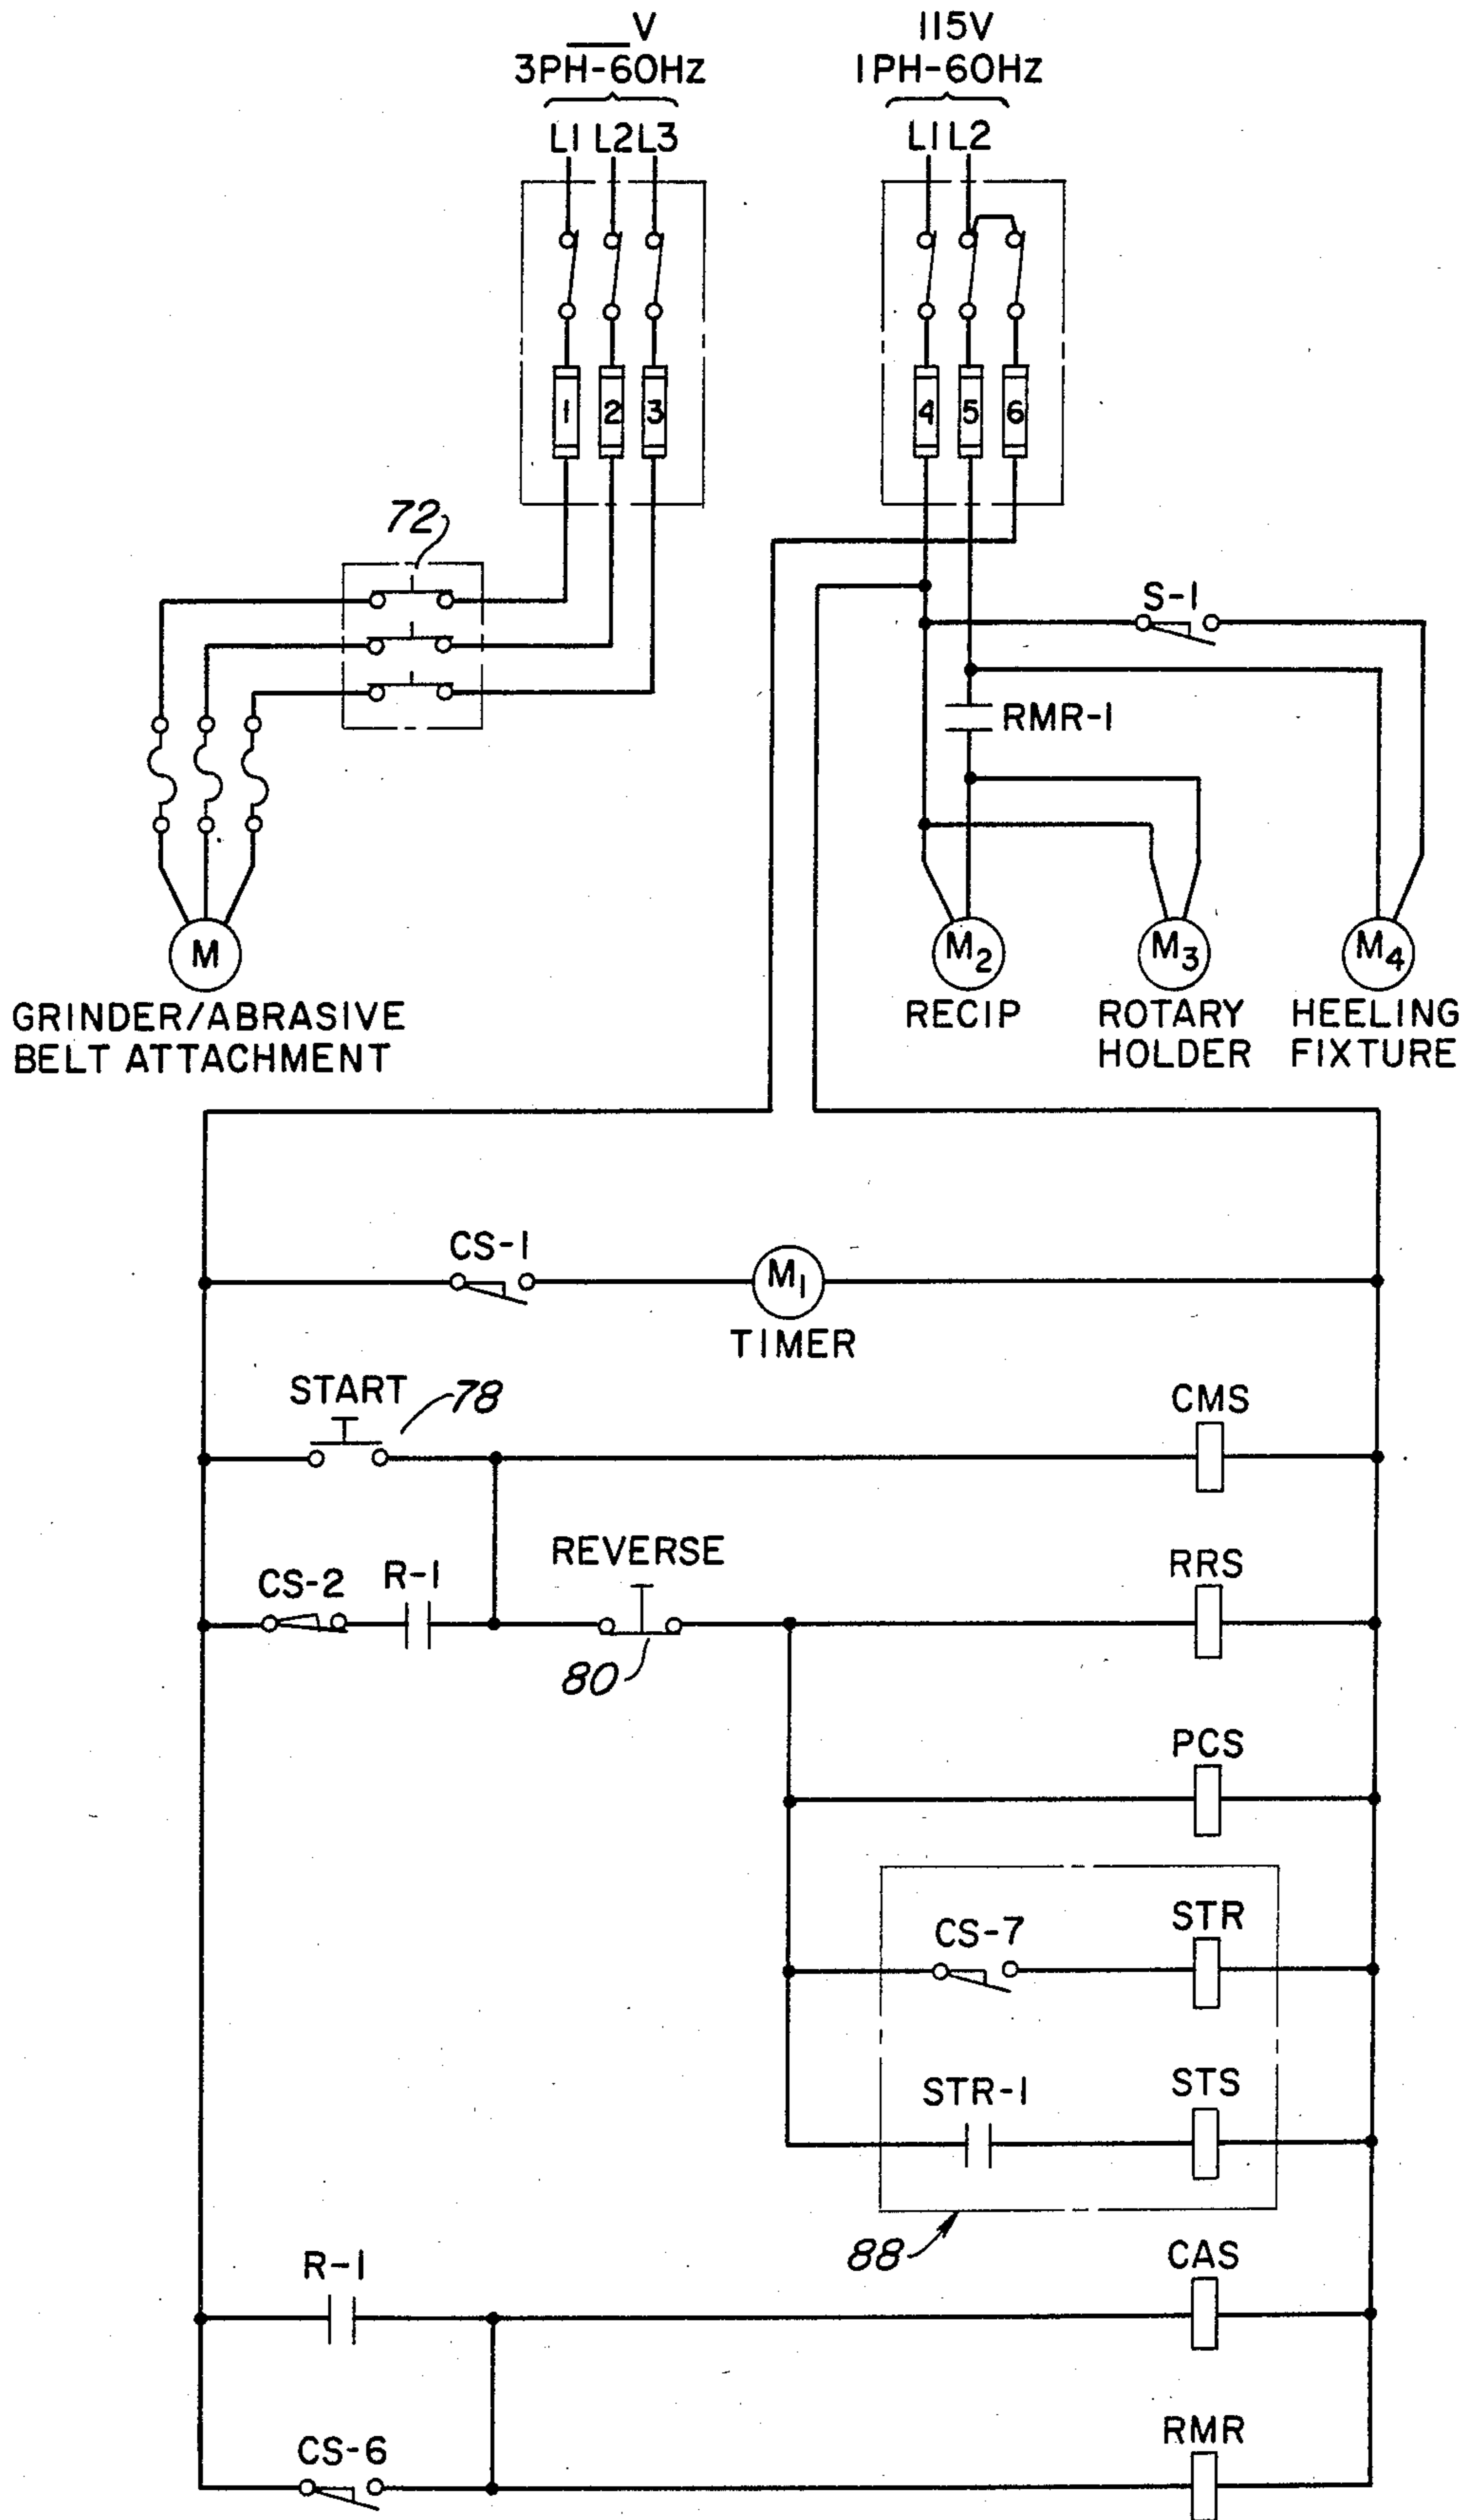 ___V
3PH-60Hz
L1 L2 L3
115V
1PH-60Hz
L1 L2
1 2 3
4 5 6
72
S-1
RMR-1
M
GRINDER/ABRASIVE
BELT ATTACHMENT
M2
RECIP
M3
ROTARY
HOLDER
M4
HEELING
FIXTURE
CS-1
M1
TIMER
START
78
CMS
CS-2
R-1
REVERSE
80
RRS
PCS
CS-7
STR
STR-1
STS
88
R-1
CAS
CS-6
RMR